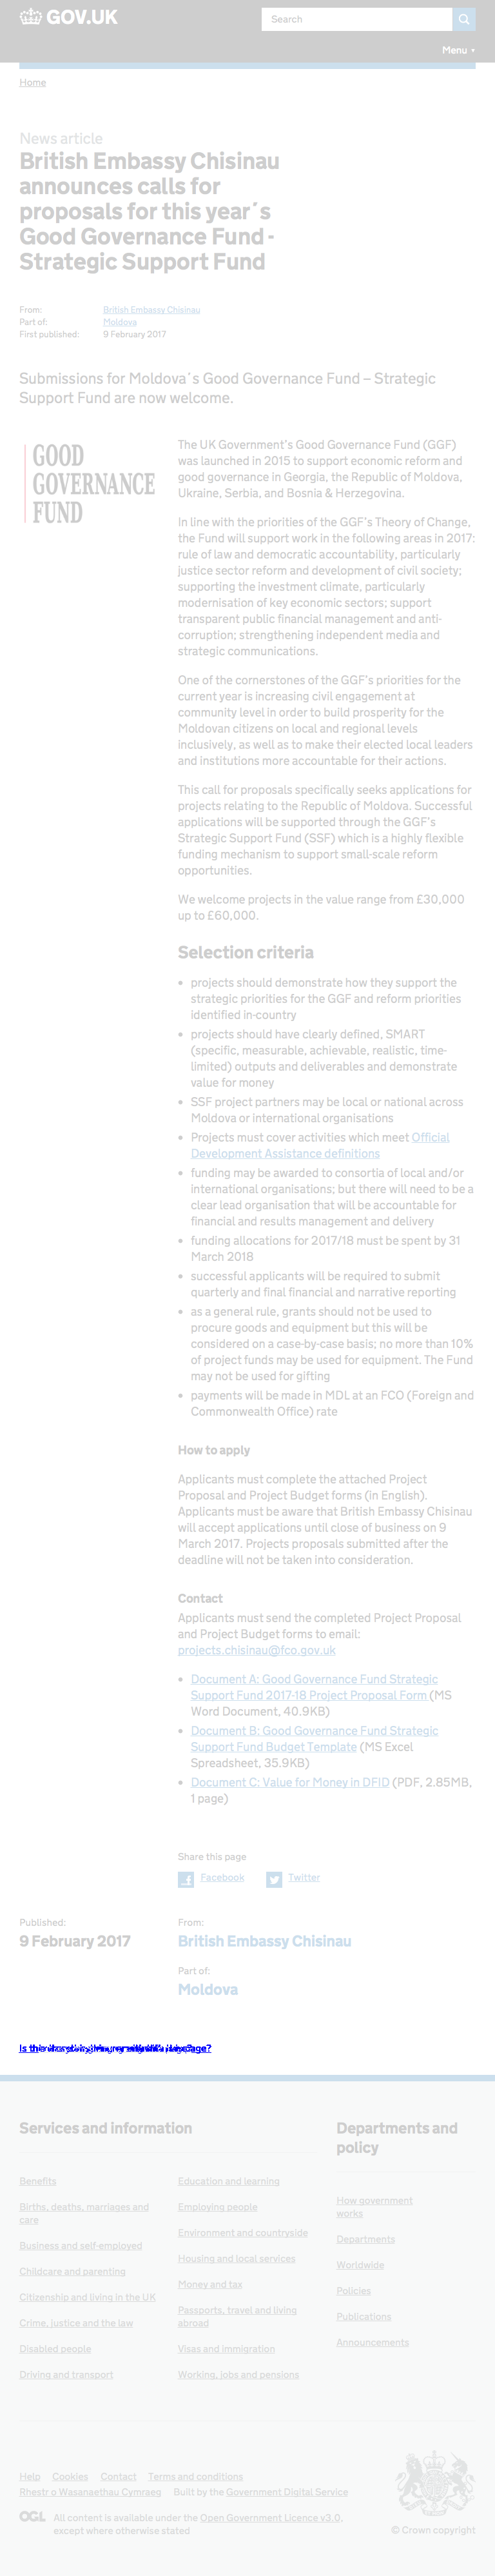 GOV.UK
Search
Menu
Home
News article
British Embassy Chisinau
announces calls for
proposals for this year´s
Good Governance Fund -
Strategic Support Fund
From: British Embassy Chisinau
Part of: Moldova
First published: 9 February 2017
Submissions for Moldova´s Good Governance Fund – Strategic
Support Fund are now welcome.
GOOD
GOVERNANCE
FUND
The UK Government’s Good Governance Fund (GGF)
was launched in 2015 to support economic reform and
good governance in Georgia, the Republic of Moldova,
Ukraine, Serbia, and Bosnia & Herzegovina.
In line with the priorities of the GGF’s Theory of Change,
the Fund will support work in the following areas in 2017:
rule of law and democratic accountability, particularly
justice sector reform and development of civil society;
supporting the investment climate, particularly
modernisation of key economic sectors; support
transparent public financial management and anti-
corruption; strengthening independent media and
strategic communications.
One of the cornerstones of the GGF’s priorities for the
current year is increasing civil engagement at
community level in order to build prosperity for the
Moldovan citizens on local and regional levels
inclusively, as well as to make their elected local leaders
and institutions more accountable for their actions.
This call for proposals specifically seeks applications for
projects relating to the Republic of Moldova. Successful
applications will be supported through the GGF’s
Strategic Support Fund (SSF) which is a highly flexible
funding mechanism to support small-scale reform
opportunities.
We welcome projects in the value range from £30,000
up to £60,000.
Selection criteria
• projects should demonstrate how they support the
strategic priorities for the GGF and reform priorities
identified in-country
• projects should have clearly defined, SMART
(specific, measurable, achievable, realistic, time-
limited) outputs and deliverables and demonstrate
value for money
• SSF project partners may be local or national across
Moldova or international organisations
• Projects must cover activities which meet Official
Development Assistance definitions
• funding may be awarded to consortia of local and/or
international organisations; but there will need to be a
clear lead organisation that will be accountable for
financial and results management and delivery
• funding allocations for 2017/18 must be spent by 31
March 2018
• successful applicants will be required to submit
quarterly and final financial and narrative reporting
• as a general rule, grants should not be used to
procure goods and equipment but this will be
considered on a case-by-case basis; no more than 10%
of project funds may be used for equipment. The Fund
may not be used for gifting
• payments will be made in MDL at an FCO (Foreign and
Commonwealth Office) rate
How to apply
Applicants must complete the attached Project
Proposal and Project Budget forms (in English).
Applicants must be aware that British Embassy Chisinau
will accept applications until close of business on 9
March 2017. Projects proposals submitted after the
deadline will not be taken into consideration.
Contact
Applicants must send the completed Project Proposal
and Project Budget forms to email:
projects.chisinau@fco.gov.uk
• Document A: Good Governance Fund Strategic
Support Fund 2017-18 Project Proposal Form (MS
Word Document, 40.9KB)
• Document B: Good Governance Fund Strategic
Support Fund Budget Template (MS Excel
Spreadsheet, 35.9KB)
• Document C: Value for Money in DFID (PDF, 2.85MB,
1 page)
Share this page
Facebook Twitter
Published:
9 February 2017
From:
British Embassy Chisinau
Part of:
Moldova
Services and information
Benefits
Births, deaths, marriages and
care
Business and self-employed
Childcare and parenting
Citizenship and living in the UK
Crime, justice and the law
Disabled people
Driving and transport
Education and learning
Employing people
Environment and countryside
Housing and local services
Money and tax
Passports, travel and living
abroad
Visas and immigration
Working, jobs and pensions
Departments and
policy
How government
works
Departments
Worldwide
Policies
Publications
Announcements
Help Cookies Contact Terms and conditions
Rhestr o Wasanaethau Cymraeg Built by the Government Digital Service
OGL All content is available under the Open Government Licence v3.0,
except where otherwise stated
© Crown copyright